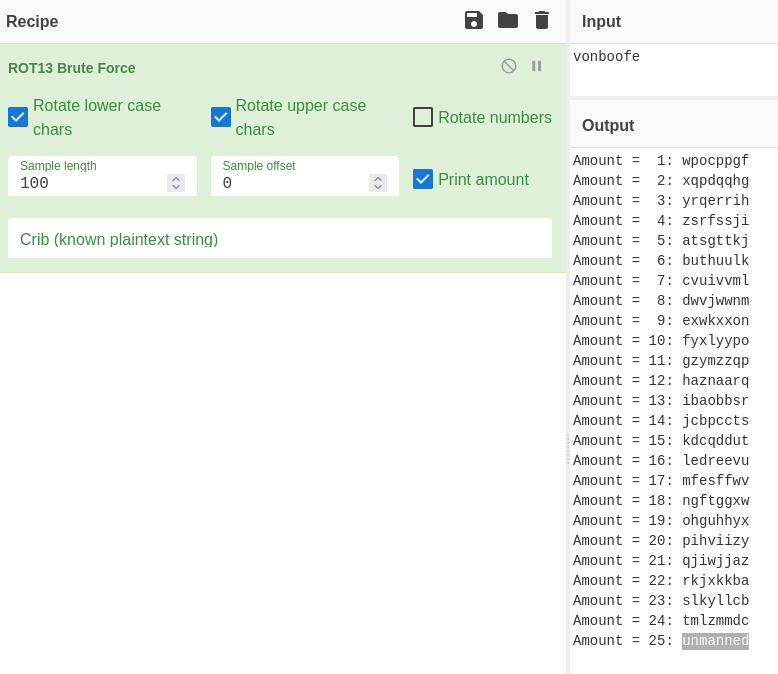 Recipe
ROT13 Brute Force
Rotate lower case
chars
Rotate upper case
chars
Rotate numbers
Sample length
100
Sample offset
0
Print amount
Crib (known plaintext string)
Input
vonboofe
Output
Amount =  1: wpocppgf
Amount =  2: xqpdqqhg
Amount =  3: yrqerrih
Amount =  4: zsrfssji
Amount =  5: atsgttkj
Amount =  6: buthuulk
Amount =  7: cvuivvml
Amount =  8: dwvjwwnm
Amount =  9: exwkxxon
Amount = 10: fyxlyypo
Amount = 11: gzymzzqp
Amount = 12: haznaarq
Amount = 13: ibaobbsr
Amount = 14: jcbpccts
Amount = 15: kdcqddut
Amount = 16: ledreevu
Amount = 17: mfesffwv
Amount = 18: ngftggxw
Amount = 19: ohguhhyx
Amount = 20: pihviizy
Amount = 21: qjiwjjaz
Amount = 22: rkjxkkba
Amount = 23: slkyllcb
Amount = 24: tmlzmmdc
Amount = 25: unmanned